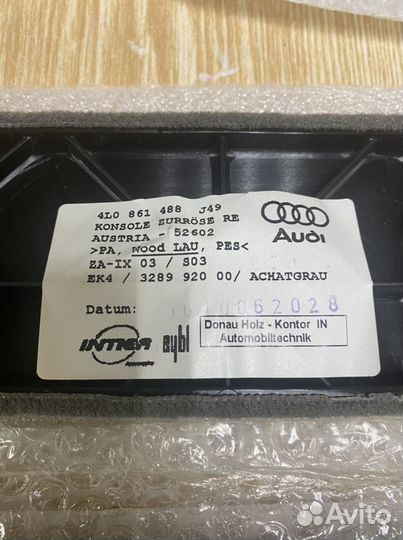 4L0 861 488 J49
KONSOLE ZURRÖSE RE
AUSTRIA - 52602
>PA, wood LAU, PES<
ZA-IX 03 / S03
EK4 / 3289 920 00/ ACHATGRAU
Audi
Datum:
10062028
INTIER
eybl
Donau Holz - Kontor IN
Automobiltechnik
Avito